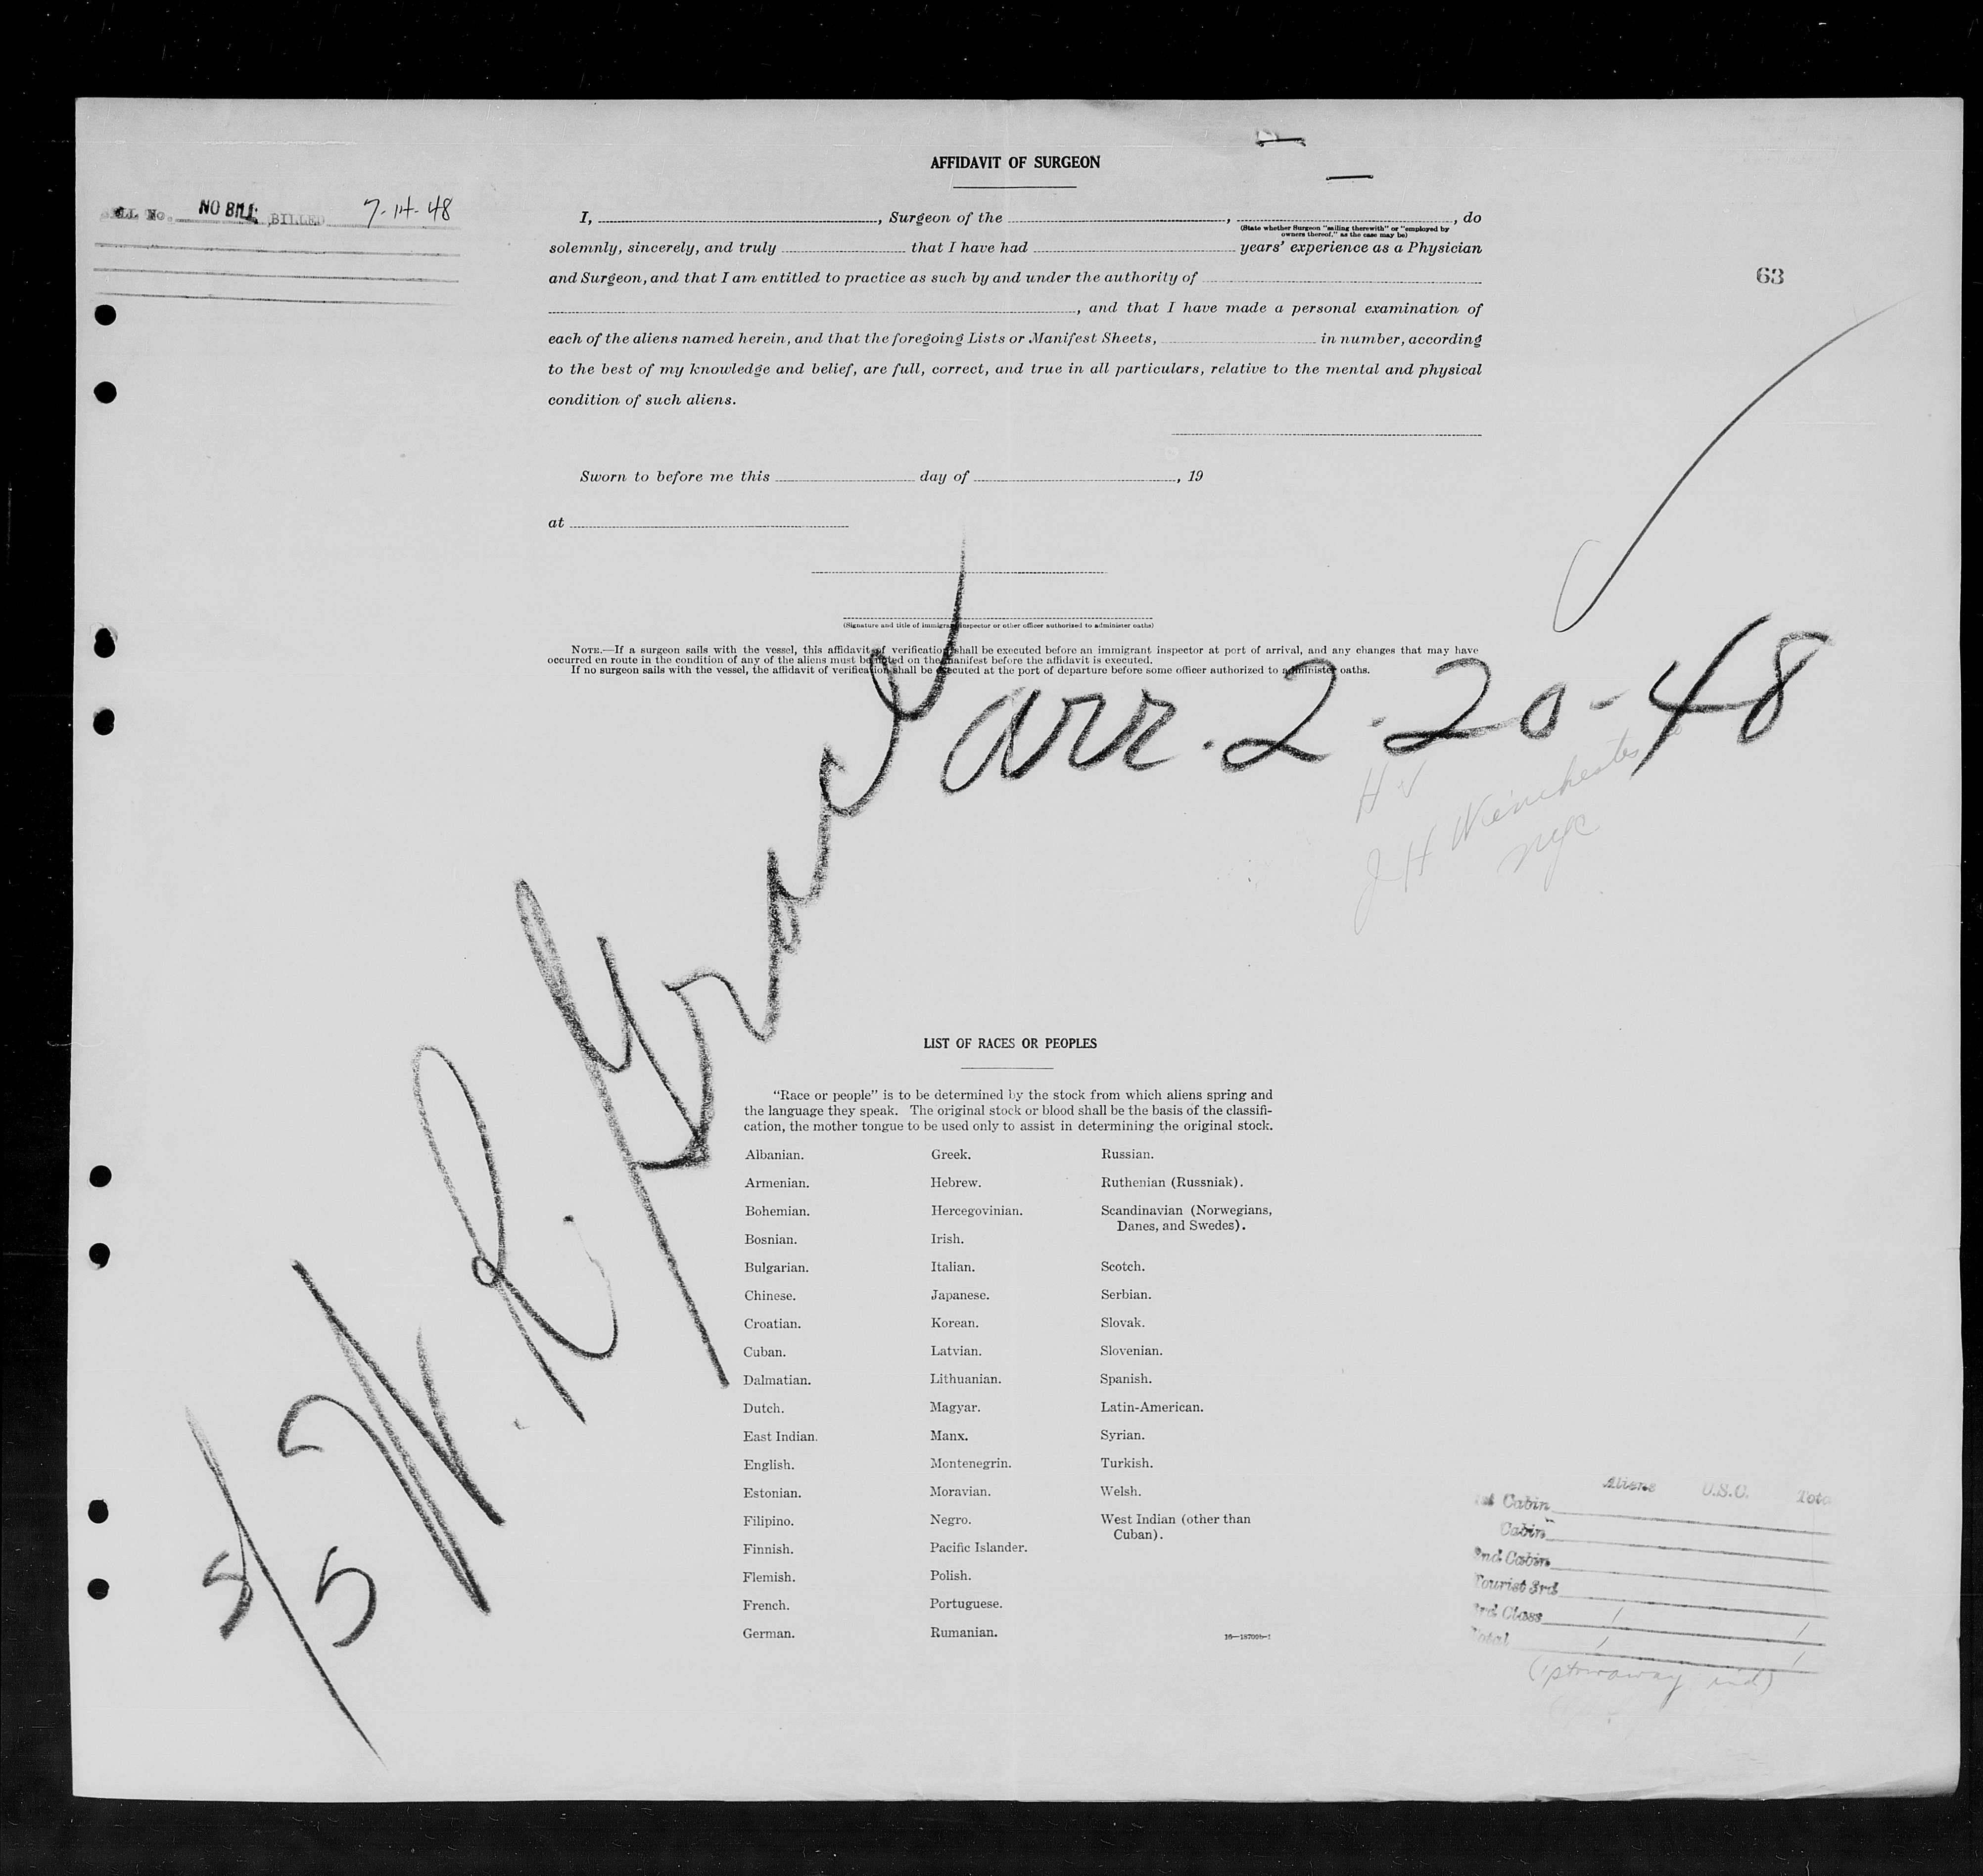 AFFIDAVIT OF SURGEON
BILL No. NO BILL BILLED 7-14-48
I, , Surgeon of the , , do
(State whether Surgeon "sailing therewith" or "employed by
owners thereof," as the case may be)
solemnly, sincerely, and truly that I have had years' experience as a Physician
and Surgeon, and that I am entitled to practice as such by and under the authority of
63
, and that I have made a personal examination of
each of the aliens named herein, and that the foregoing Lists or Manifest Sheets, in number, according
to the best of my knowledge and belief, are full, correct, and true in all particulars, relative to the mental and physical
condition of such aliens.
Sworn to before me this day of , 19
at
(Signature and title of immigrant inspector or other officer authorized to administer oaths)
NOTE.—If a surgeon sails with the vessel, this affidavit of verification shall be executed before an immigrant inspector at port of arrival, and any changes that may have
occurred en route in the condition of any of the aliens must be noted on the manifest before the affidavit is executed.
If no surgeon sails with the vessel, the affidavit of verification shall be executed at the port of departure before some officer authorized to administer oaths.
S/S W. R. Grace
arr. 2-20-48
J H Winchester
NYC
LIST OF RACES OR PEOPLES
"Race or people" is to be determined by the stock from which aliens spring and
the language they speak. The original stock or blood shall be the basis of the classifi-
cation, the mother tongue to be used only to assist in determining the original stock.
Albanian. Greek. Russian.
Armenian. Hebrew. Ruthenian (Russniak).
Bohemian. Hercegovinian. Scandinavian (Norwegians,
Danes, and Swedes).
Bosnian. Irish.
Bulgarian. Italian. Scotch.
Chinese. Japanese. Serbian.
Croatian. Korean. Slovak.
Cuban. Latvian. Slovenian.
Dalmatian. Lithuanian. Spanish.
Dutch. Magyar. Latin-American.
East Indian. Manx. Syrian.
English. Montenegrin. Turkish.
Estonian. Moravian. Welsh.
Filipino. Negro. West Indian (other than
Cuban).
Finnish. Pacific Islander.
Flemish. Polish.
French. Portuguese.
German. Rumanian.
16—18709b-1
Aliens U.S.C. Tota
1st Cabin
Cabin
2nd Cabin
Tourist 3rd
3rd Class 1 1
Total 1 1
(1 stowaway